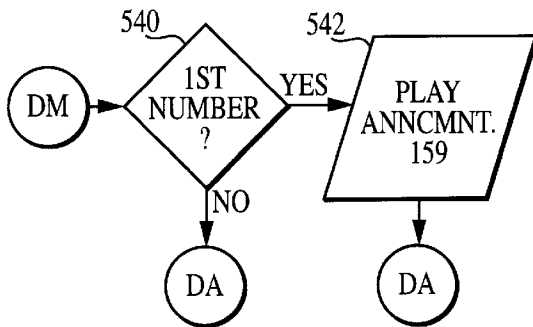 540
542
DM
1ST
NUMBER
?
YES
PLAY
ANNCMNT.
159
NO
DA
DA